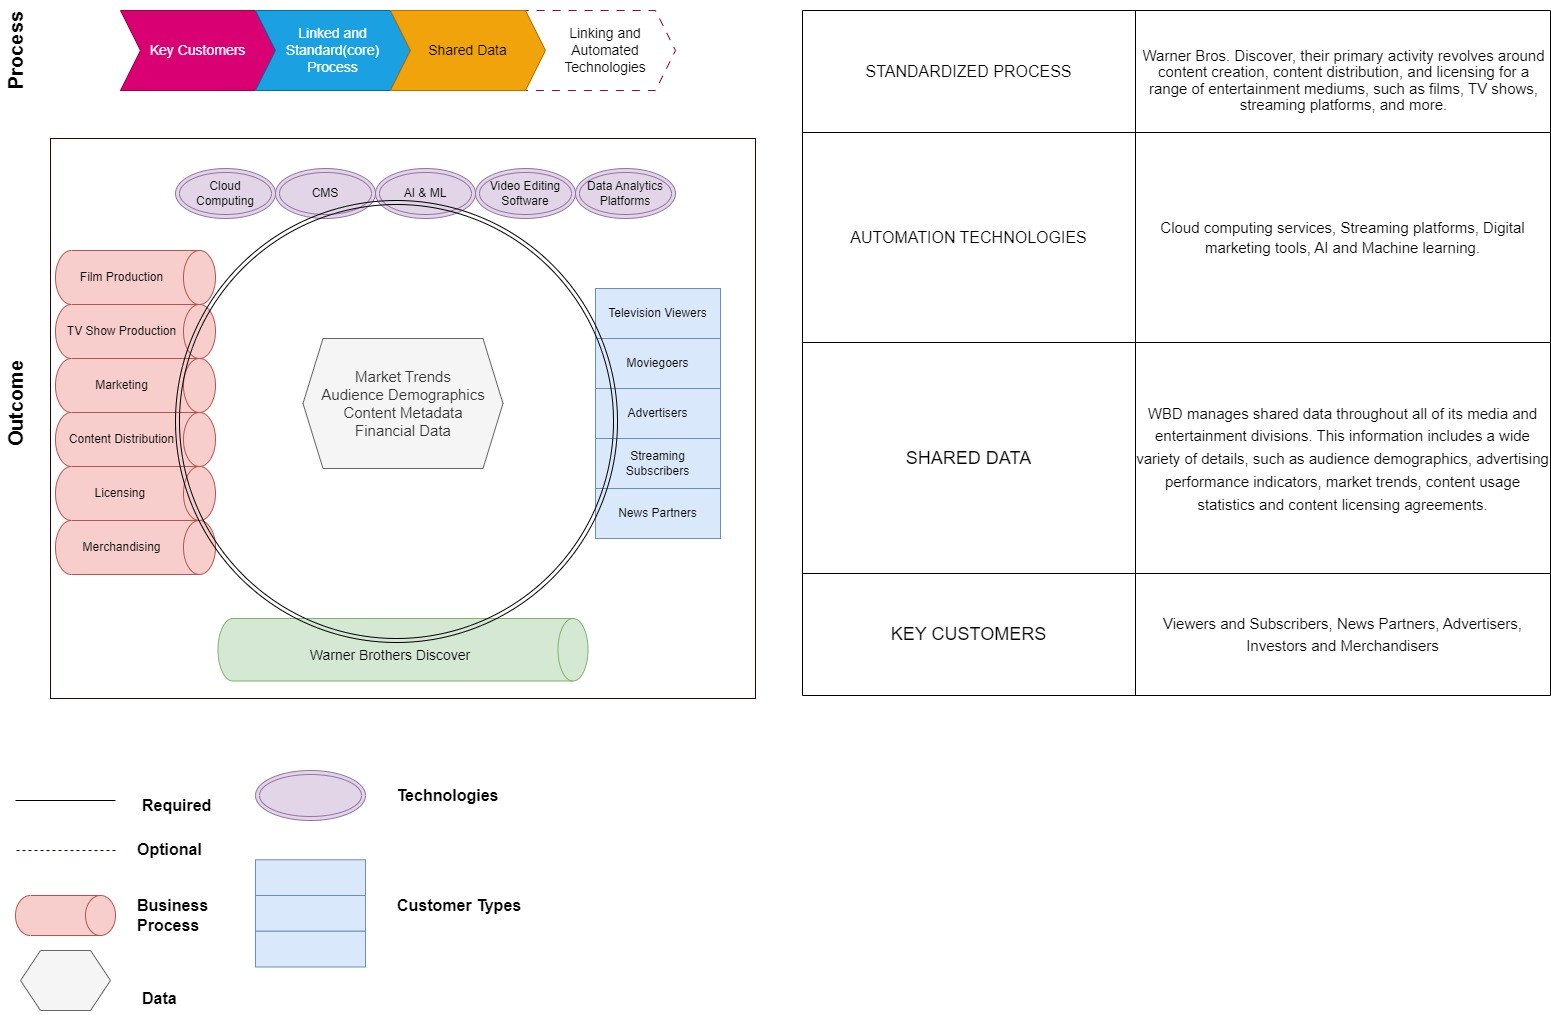 Process
Key Customers
Linked and
Standard(core)
Process
Shared Data
Linking and
Automated
Technologies
Outcome
Cloud
Computing
CMS
AI & ML
Video Editing
Software
Data Analytics
Platforms
Film Production
TV Show Production
Marketing
Content Distribution
Licensing
Merchandising
Market Trends
Audience Demographics
Content Metadata
Financial Data
Television Viewers
Moviegoers
Advertisers
Streaming
Subscribers
News Partners
Warner Brothers Discover
STANDARDIZED PROCESS
Warner Bros. Discover, their primary activity revolves around
content creation, content distribution, and licensing for a
range of entertainment mediums, such as films, TV shows,
streaming platforms, and more.
AUTOMATION TECHNOLOGIES
Cloud computing services, Streaming platforms, Digital
marketing tools, AI and Machine learning.
SHARED DATA
WBD manages shared data throughout all of its media and
entertainment divisions. This information includes a wide
variety of details, such as audience demographics, advertising
performance indicators, market trends, content usage
statistics and content licensing agreements.
KEY CUSTOMERS
Viewers and Subscribers, News Partners, Advertisers,
Investors and Merchandisers
Required
Optional
Business
Process
Data
Technologies
Customer Types